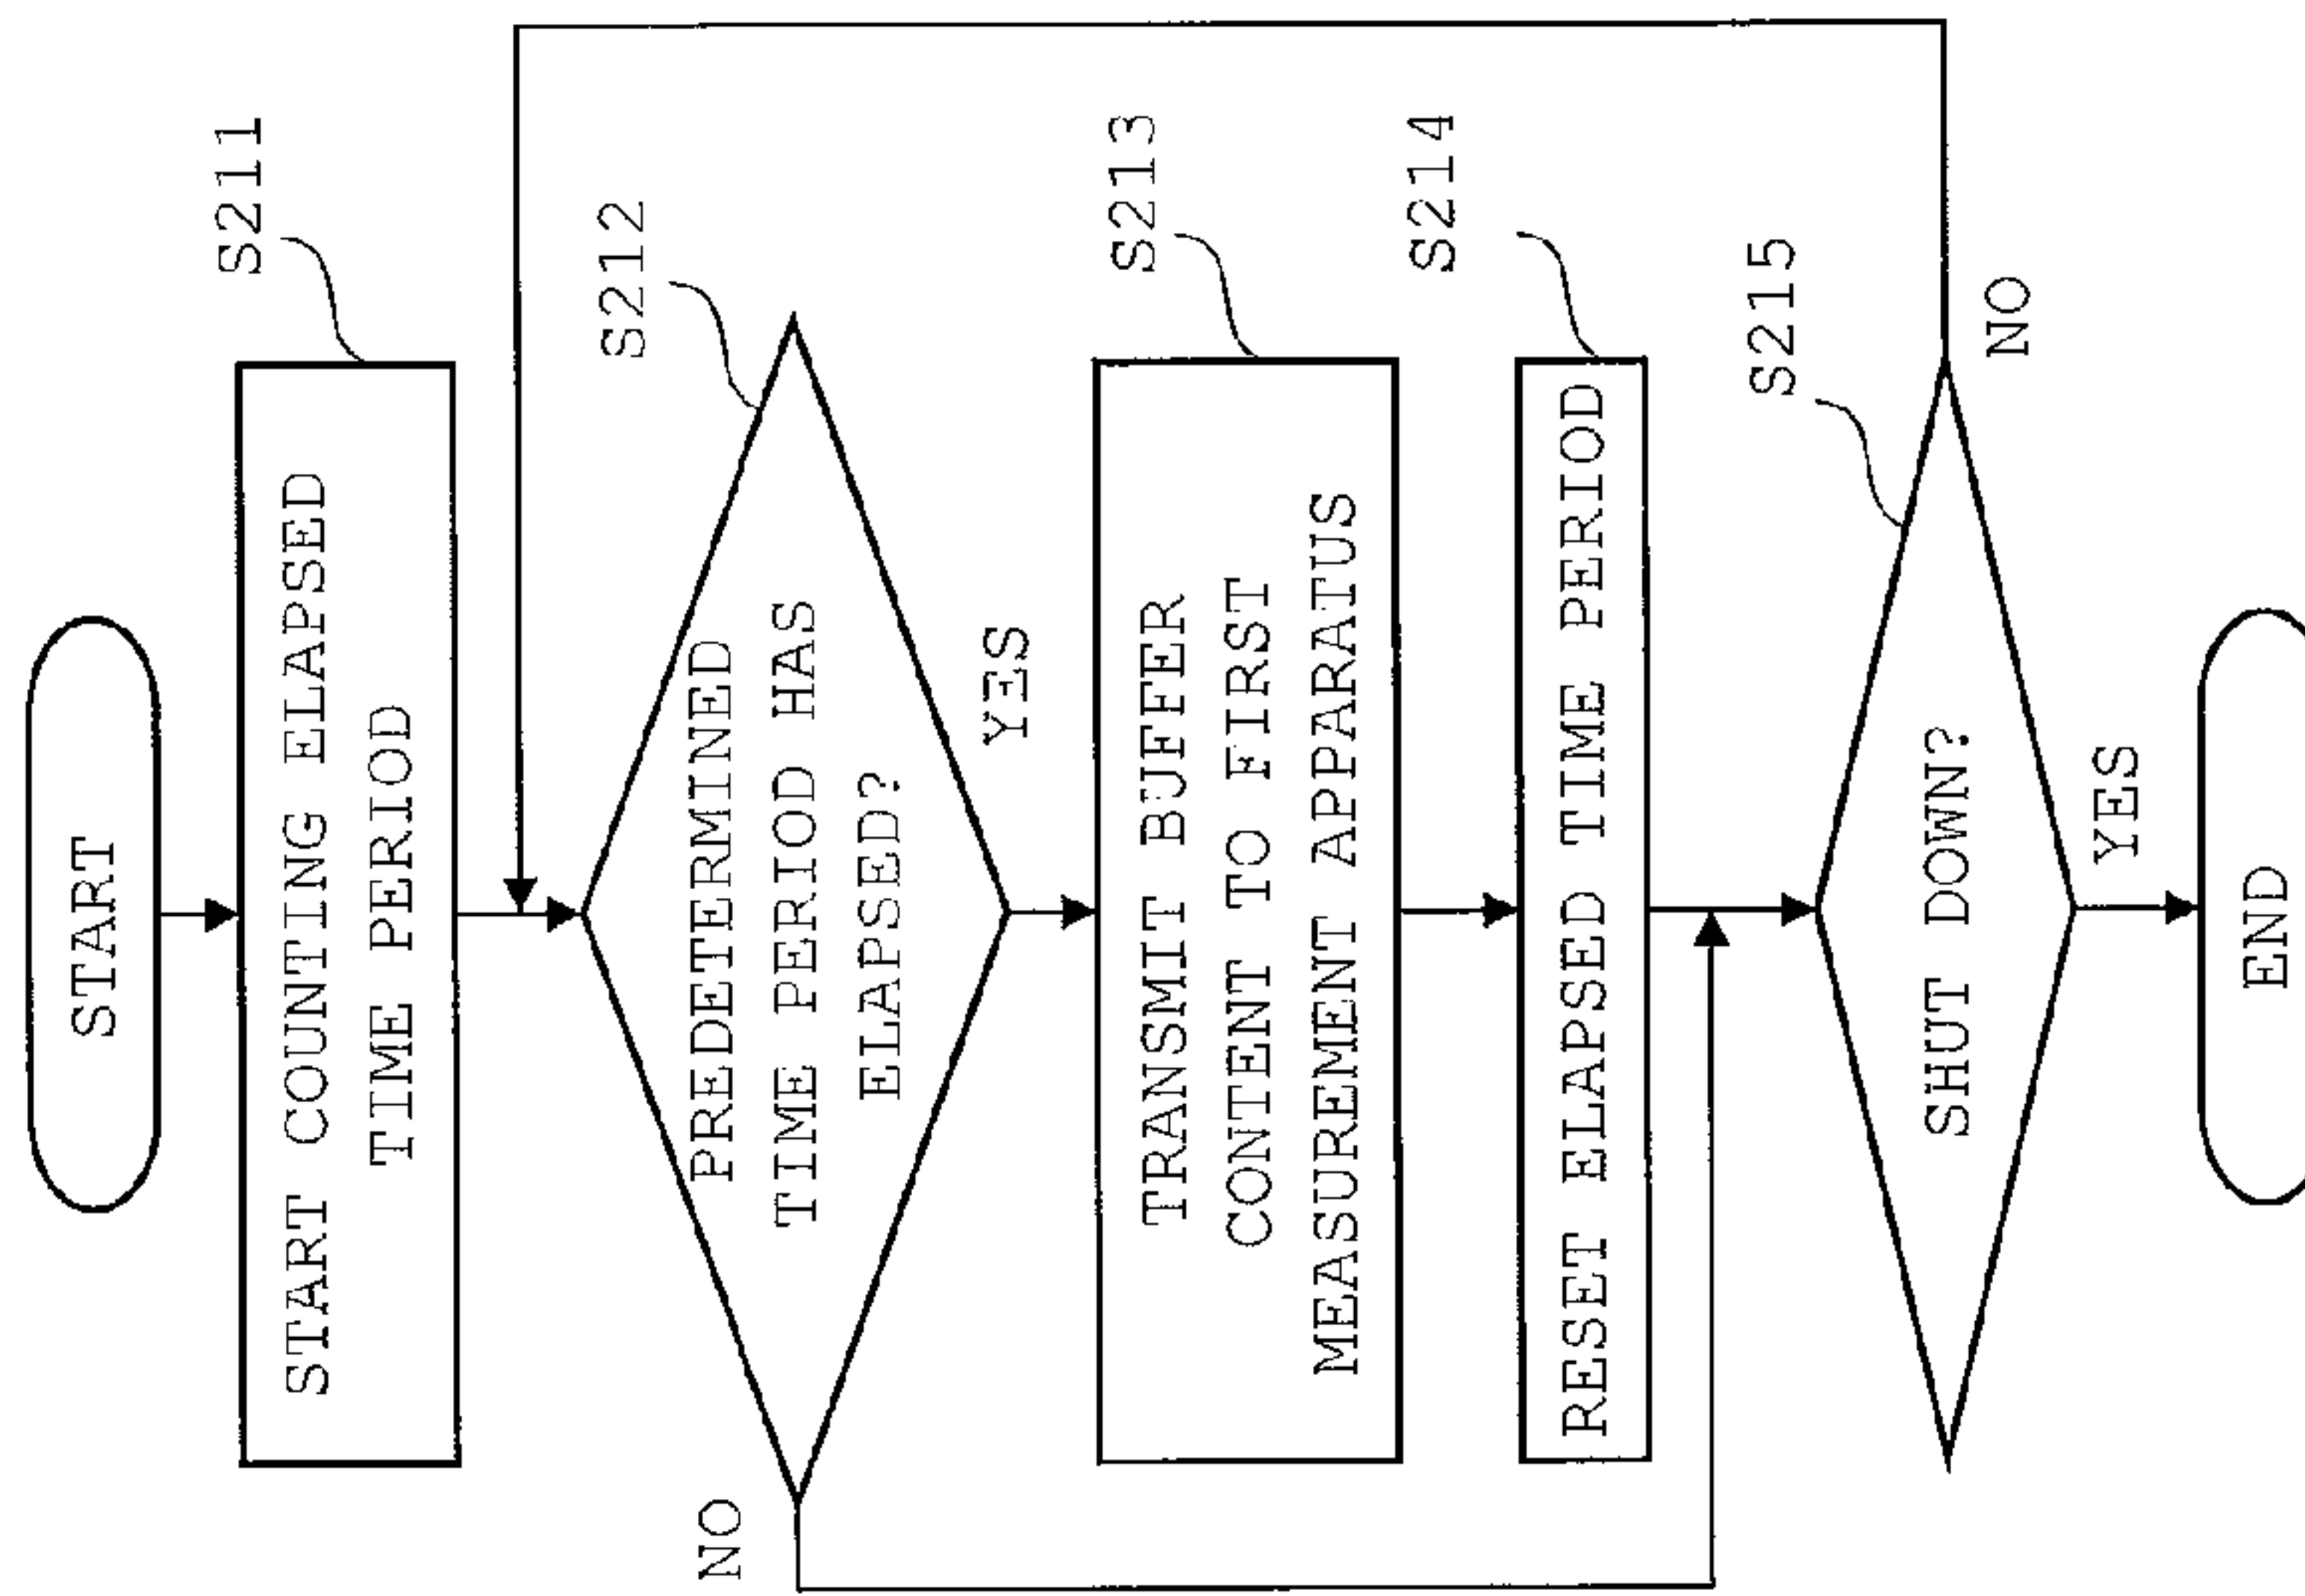 START
START COUNTING ELAPSED
TIME PERIOD
S211
PREDETERMINED
TIME PERIOD HAS
ELAPSED?
S212
NO
YES
TRANSMIT BUFFER
CONTENT TO FIRST
MEASUREMENT APPARATUS
S213
RESET ELAPSED TIME PERIOD
S214
SHUT DOWN?
S215
NO
YES
END